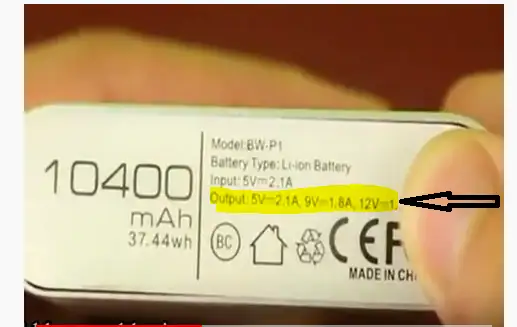 10400
mAh
37.44wh
Model:BW-P1
Battery Type: Li-ion Battery
Input: 5V⎓2.1A
Output: 5V⎓2.1A, 9V⎓1.8A, 12V⎓1.
BC
MADE IN CH